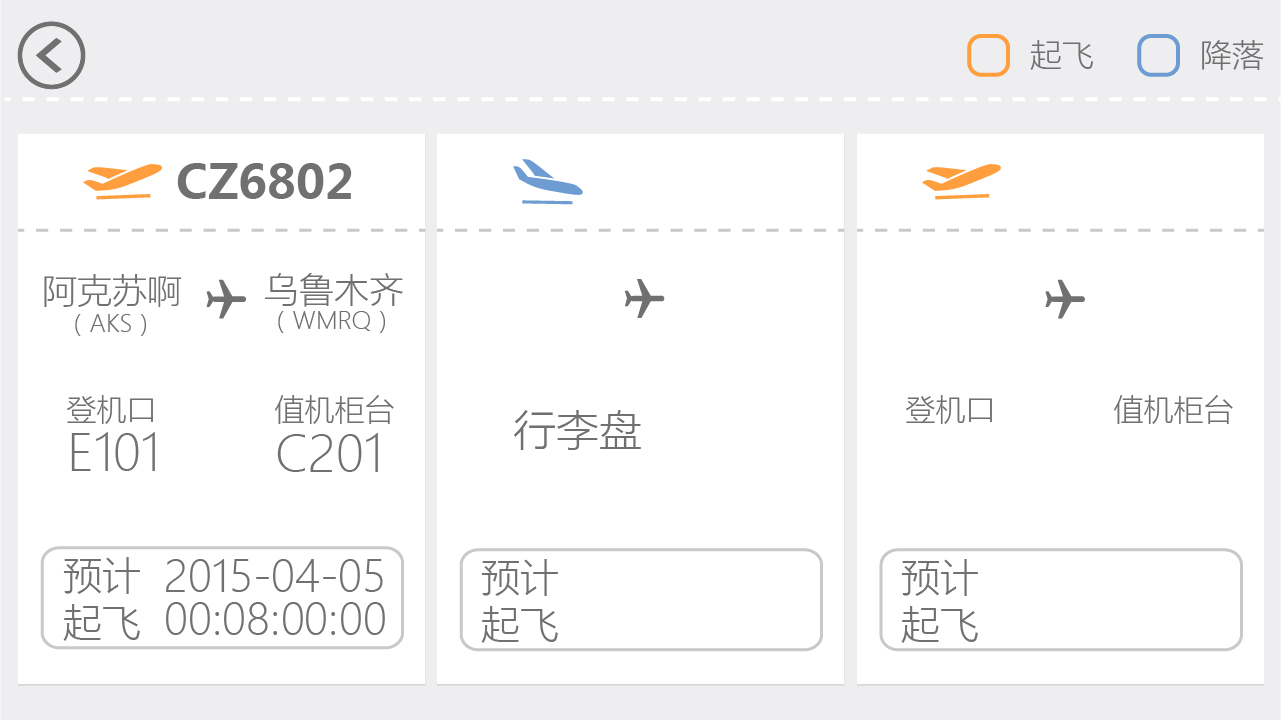 起飞 降落
CZ6802
阿克苏啊 乌鲁木齐
( AKS ) ( WMRQ )
登机口 值机柜台
E101 C201
预计 2015-04-05
起飞 00:08:00:00
行李盘
预计
起飞
登机口 值机柜台
预计
起飞